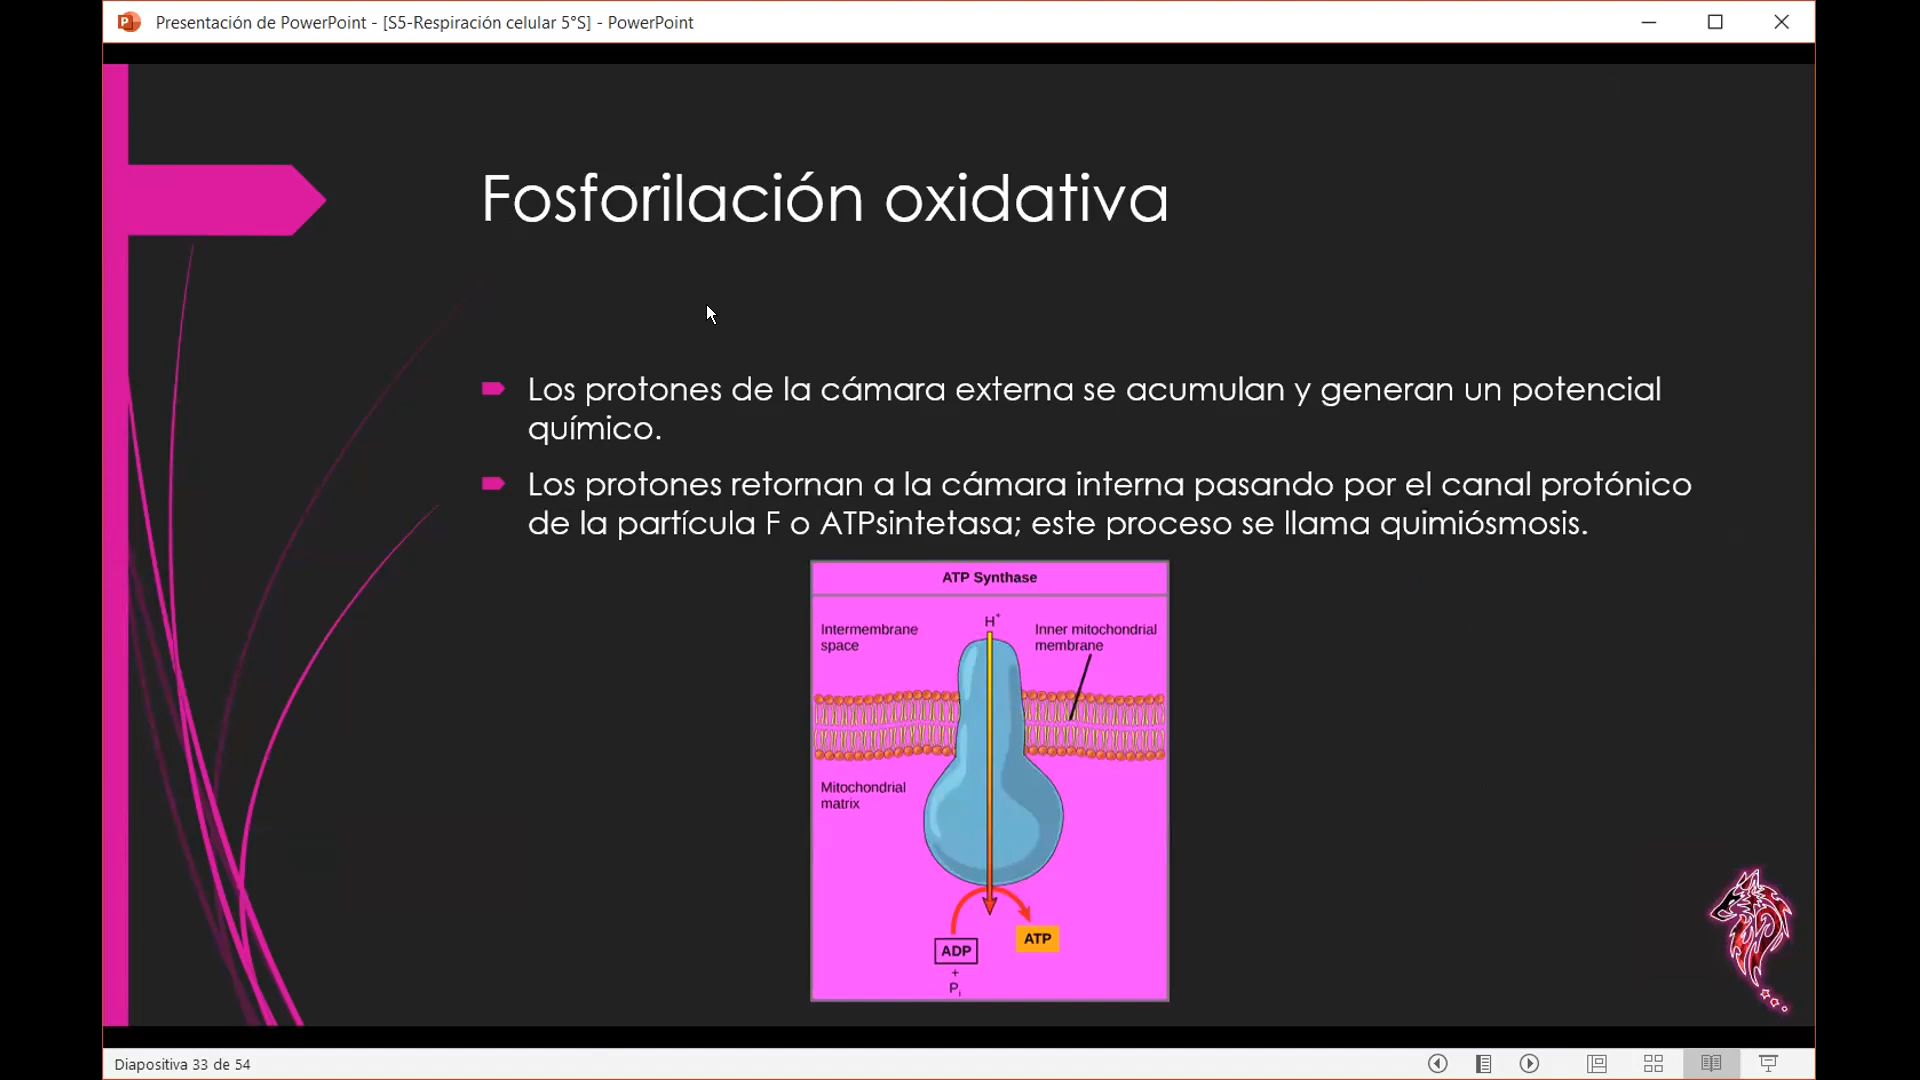 Presentación de PowerPoint - [S5-Respiración celular 5°S] - PowerPoint
Fosforilación oxidativa
Los protones de la cámara externa se acumulan y generan un potencial
químico.
Los protones retornan a la cámara interna pasando por el canal protónico
de la partícula F o ATPsintetasa; este proceso se llama quimiósmosis.
ATP Synthase
H+
Intermembrane
space
Inner mitochondrial
membrane
Mitochondrial
matrix
ATP
ADP
+
Pi
Diapositiva 33 de 54